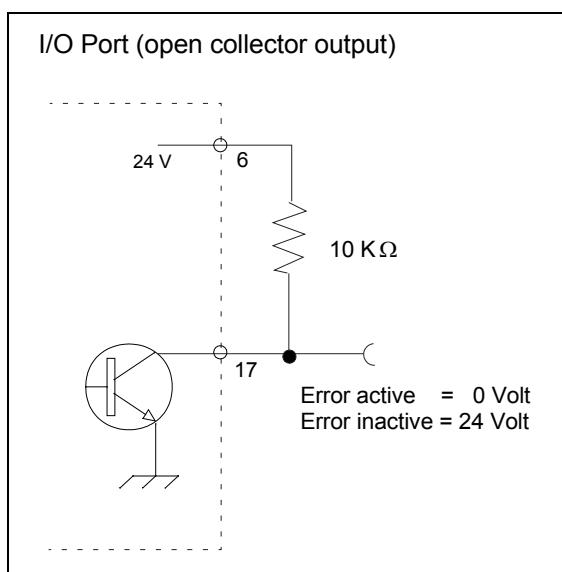 I/O Port (open collector output)
24 V
6
10 KΩ
17
Error active = 0 Volt
Error inactive = 24 Volt